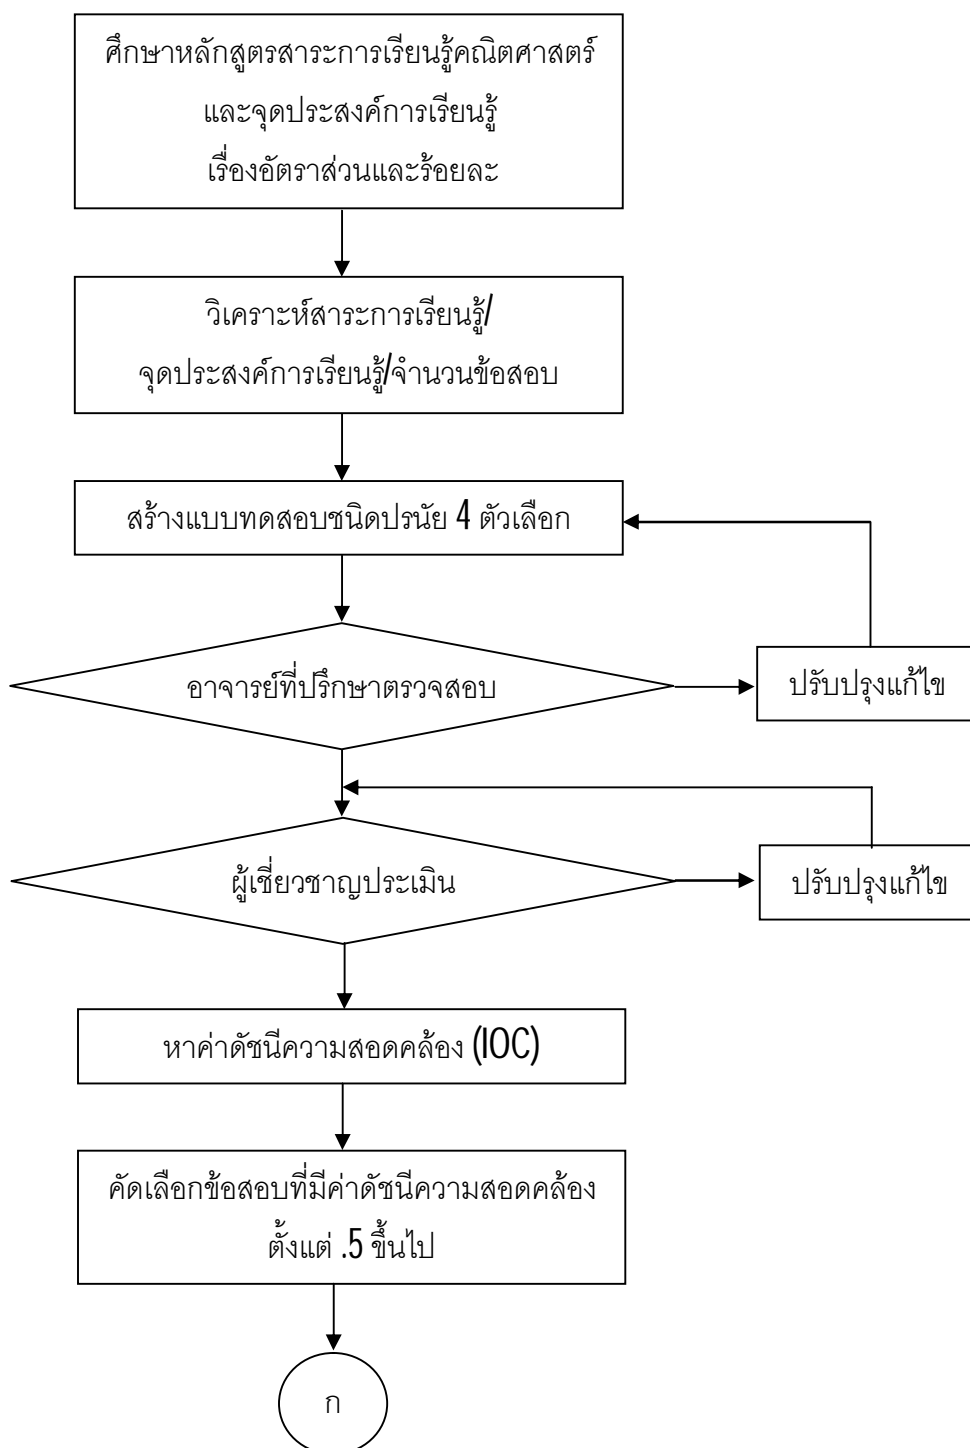 ศึกษาหลักสูตรสาระการเรียนรู้คณิตศาสตร์
และจุดประสงค์การเรียนรู้
เรื่องอัตราส่วนและร้อยละ
วิเคราะห์สาระการเรียนรู้/
จุดประสงค์การเรียนรู้/จำนวนข้อสอบ
สร้างแบบทดสอบชนิดปรนัย 4 ตัวเลือก
อาจารย์ที่ปรึกษาตรวจสอบ
ปรับปรุงแก้ไข
ผู้เชี่ยวชาญประเมิน
ปรับปรุงแก้ไข
หาค่าดัชนีความสอดคล้อง (IOC)
คัดเลือกข้อสอบที่มีค่าดัชนีความสอดคล้อง
ตั้งแต่ .5 ขึ้นไป
ก